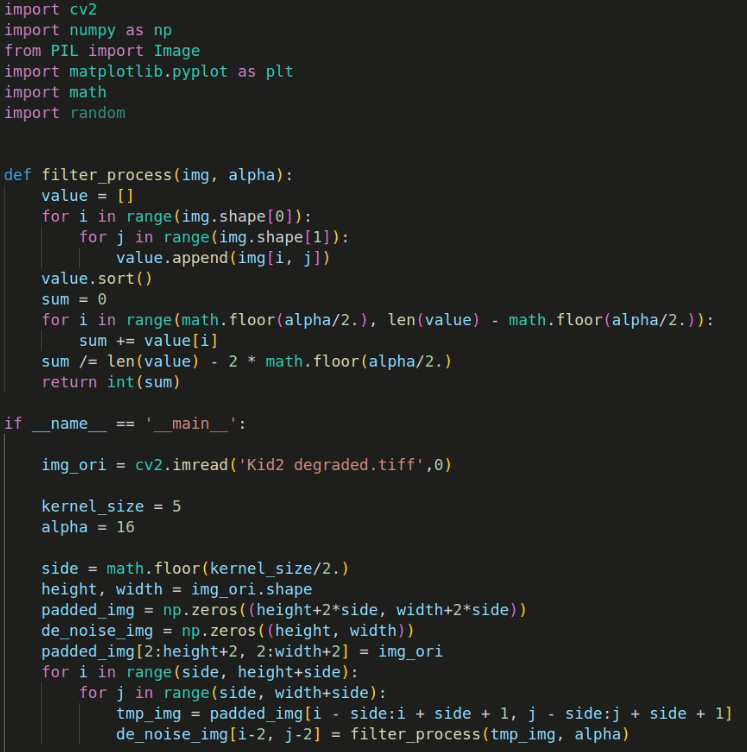 import cv2
import numpy as np
from PIL import Image
import matplotlib.pyplot as plt
import math
import random
def filter_process(img, alpha):
    value = []
    for i in range(img.shape[0]):
        for j in range(img.shape[1]):
            value.append(img[i, j])
    value.sort()
    sum = 0
    for i in range(math.floor(alpha/2.), len(value) - math.floor(alpha/2.)):
        sum += value[i]
    sum /= len(value) - 2 * math.floor(alpha/2.)
    return int(sum)
if __name__ == '__main__':
    img_ori = cv2.imread('Kid2 degraded.tiff',0)
    kernel_size = 5
    alpha = 16
    side = math.floor(kernel_size/2.)
    height, width = img_ori.shape
    padded_img = np.zeros((height+2*side, width+2*side))
    de_noise_img = np.zeros((height, width))
    padded_img[2:height+2, 2:width+2] = img_ori
    for i in range(side, height+side):
        for j in range(side, width+side):
            tmp_img = padded_img[i - side:i + side + 1, j - side:j + side + 1]
            de_noise_img[i-2, j-2] = filter_process(tmp_img, alpha)